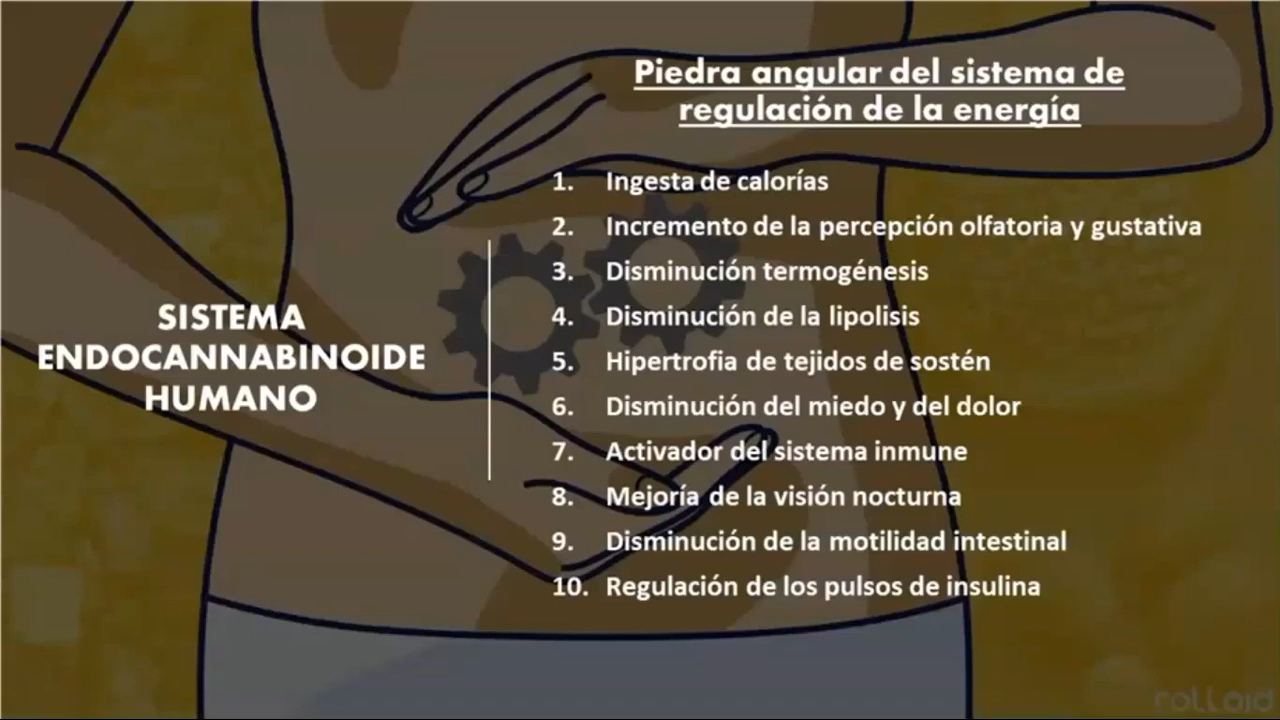 SISTEMA
ENDOCANNABINOIDE
HUMANO
Piedra angular del sistema de
regulación de la energía
1. Ingesta de calorías
2. Incremento de la percepción olfatoria y gustativa
3. Disminución termogénesis
4. Disminución de la lipolisis
5. Hipertrofia de tejidos de sostén
6. Disminución del miedo y del dolor
7. Activador del sistema inmune
8. Mejoría de la visión nocturna
9. Disminución de la motilidad intestinal
10. Regulación de los pulsos de insulina
rolloid